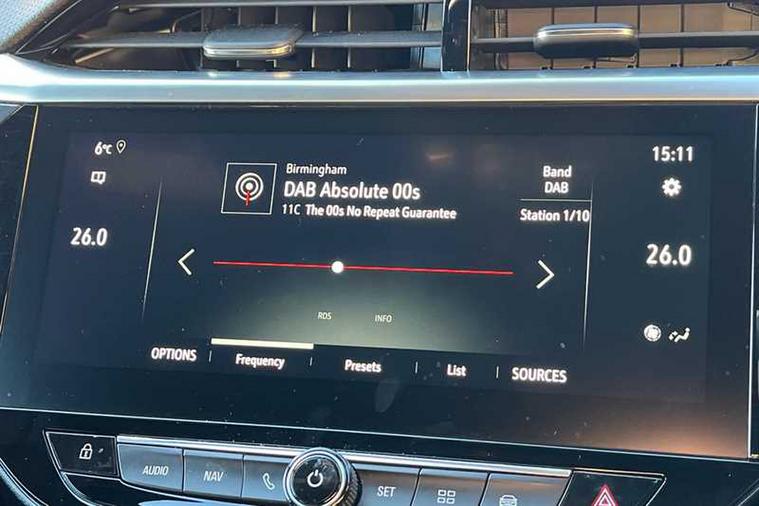 6°C
15:11
Birmingham
DAB Absolute 00s
11C The 00s No Repeat Guarantee
Band
DAB
Station 1/10
26.0
26.0
RDS
INFO
OPTIONS
Frequency
Presets
List
SOURCES
AUDIO
NAV
SET